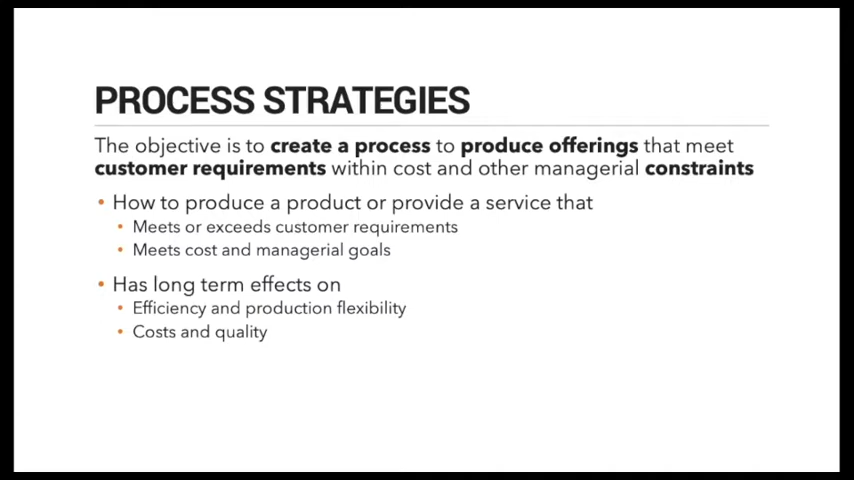 PROCESS STRATEGIES
The objective is to create a process to produce offerings that meet
customer requirements within cost and other managerial constraints
• How to produce a product or provide a service that
• Meets or exceeds customer requirements
• Meets cost and managerial goals
• Has long term effects on
• Efficiency and production flexibility
• Costs and quality